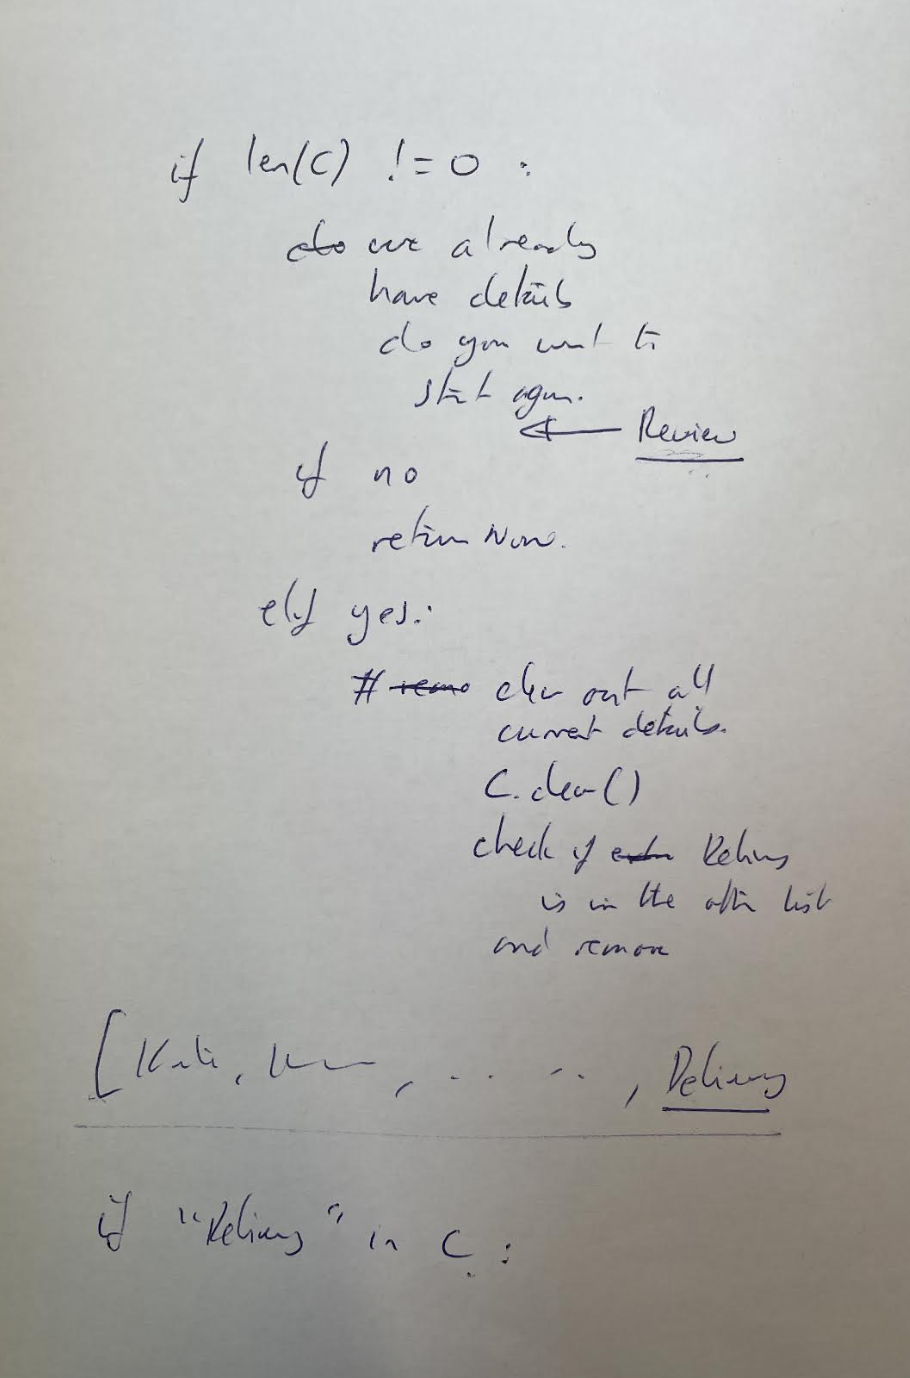 if len(C) != 0 :
do we already
have details
do you want to
start again.
← Review
if no
return None.
elif yes:
# remo clear out all
current details.
C.clear()
check if Delivery
is in the other list
and remove
[Kate, , .. .. , Delivery
if "Delivery" in C :